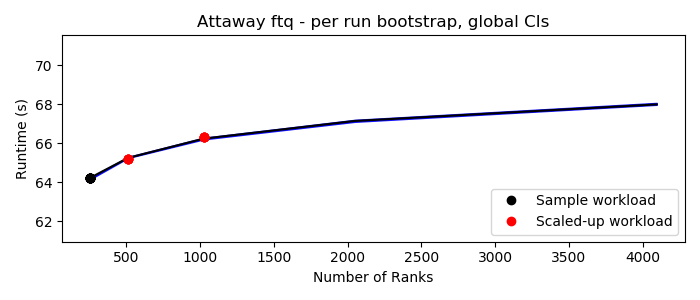 Attaway ftq - per run bootstrap, global CIs
Runtime (s)
70
68
66
64
62
500 1000 1500 2000 2500 3000 3500 4000
Number of Ranks
Sample workload
Scaled-up workload